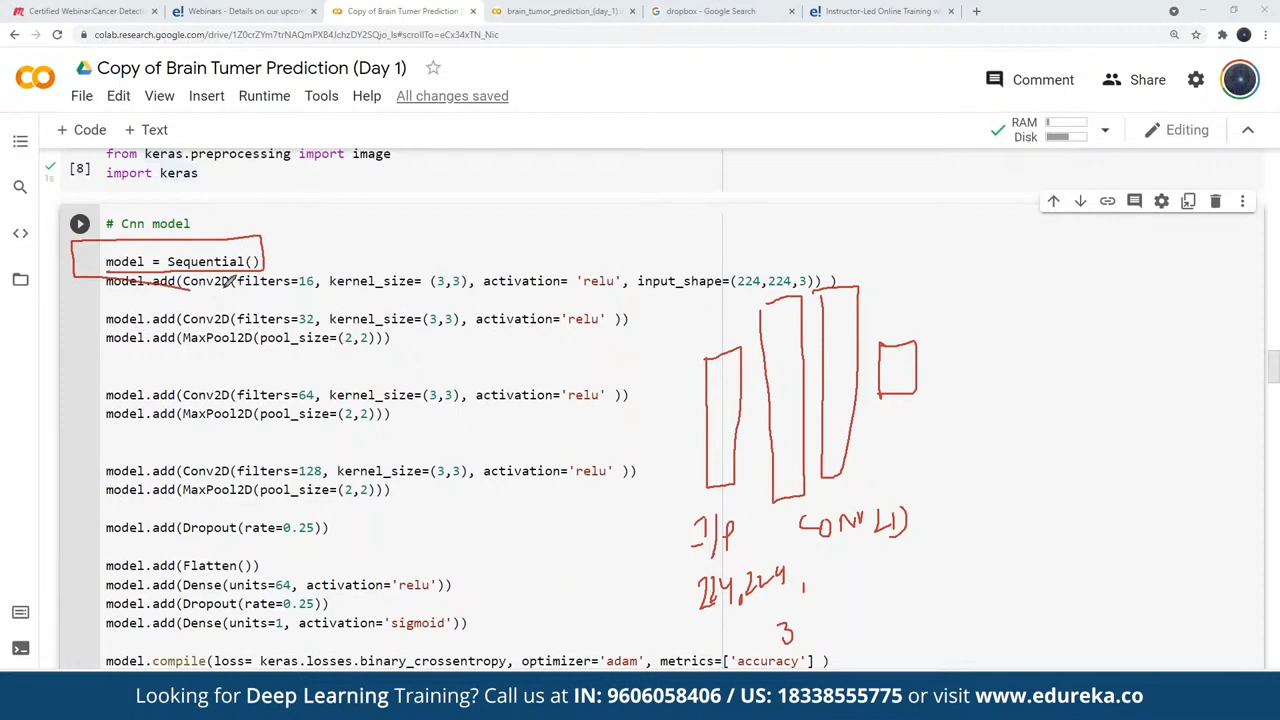 Certified Webinar:Cancer Detect
Webinars - Details on our upcom
Copy of Brain Tumer Prediction (D
brain_tumor_prediction_(day_1).i
dropbox - Google Search
Instructor-Led Online Training w
colab.research.google.com/drive/1Z0crZYm7trNAQmPXB4JchzDY2SQjo_ls#scrollTo=eCx34xTN_Nic
Copy of Brain Tumer Prediction (Day 1)
Comment
Share
File Edit View Insert Runtime Tools Help All changes saved
+ Code + Text
RAM
Disk
Editing
from keras.preprocessing import image
[8]
1s
import keras
# Cnn model
model = Sequential()
model.add(Conv2D(filters=16, kernel_size= (3,3), activation= 'relu', input_shape=(224,224,3)) )
model.add(Conv2D(filters=32, kernel_size=(3,3), activation='relu' ))
model.add(MaxPool2D(pool_size=(2,2)))
model.add(Conv2D(filters=64, kernel_size=(3,3), activation='relu' ))
model.add(MaxPool2D(pool_size=(2,2)))
model.add(Conv2D(filters=128, kernel_size=(3,3), activation='relu' ))
model.add(MaxPool2D(pool_size=(2,2)))
model.add(Dropout(rate=0.25))
I/P
model.add(Flatten())
model.add(Dense(units=64, activation='relu'))
224,224,
model.add(Dropout(rate=0.25))
model.add(Dense(units=1, activation='sigmoid'))
3
model.compile(loss= keras.losses.binary_crossentropy, optimizer='adam', metrics=['accuracy'] )
Looking for Deep Learning Training? Call us at IN: 9606058406 / US: 18338555775 or visit www.edureka.co